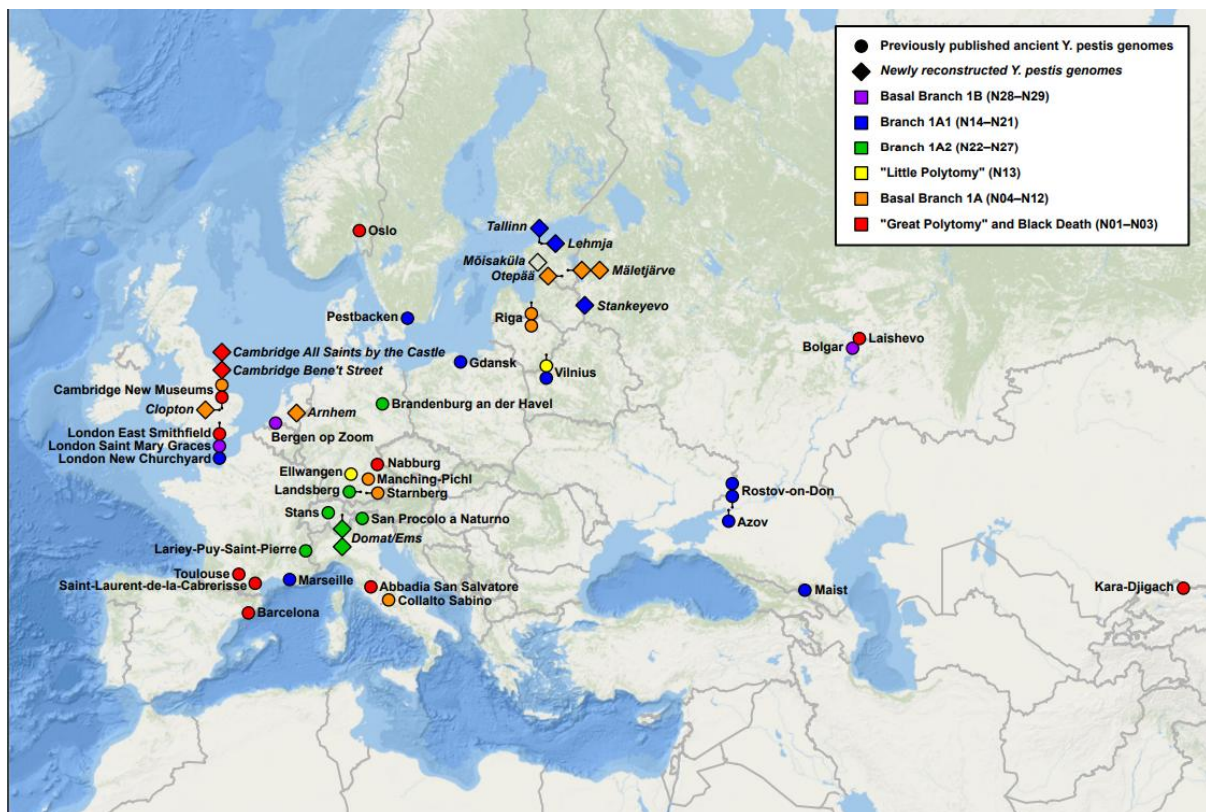 Previously published ancient Y. pestis genomes
Newly reconstructed Y. pestis genomes
Basal Branch 1B (N28–N29)
Branch 1A1 (N14–N21)
Branch 1A2 (N22–N27)
"Little Polytomy" (N13)
Basal Branch 1A (N04–N12)
"Great Polytomy" and Black Death (N01–N03)
Oslo
Tallinn
Lehmja
Mõisaküla
Otepää
Mäletjärve
Stankeyevo
Pestbacken
Riga
Laishevo
Bolgar
Cambridge All Saints by the Castle
Gdansk
Cambridge Bene't Street
Vilnius
Cambridge New Museums
Brandenburg an der Havel
Clopton
Arnhem
London East Smithfield
Bergen op Zoom
London Saint Mary Graces
London New Churchyard
Nabburg
Ellwangen
Manching-Pichl
Landsberg
Starnberg
Rostov-on-Don
Stans
San Procolo a Naturno
Azov
Domat/Ems
Lariey-Puy-Saint-Pierre
Toulouse
Marseille
Saint-Laurent-de-la-Cabrerisse
Abbadia San Salvatore
Maist
Kara-Djigach
Collalto Sabino
Barcelona